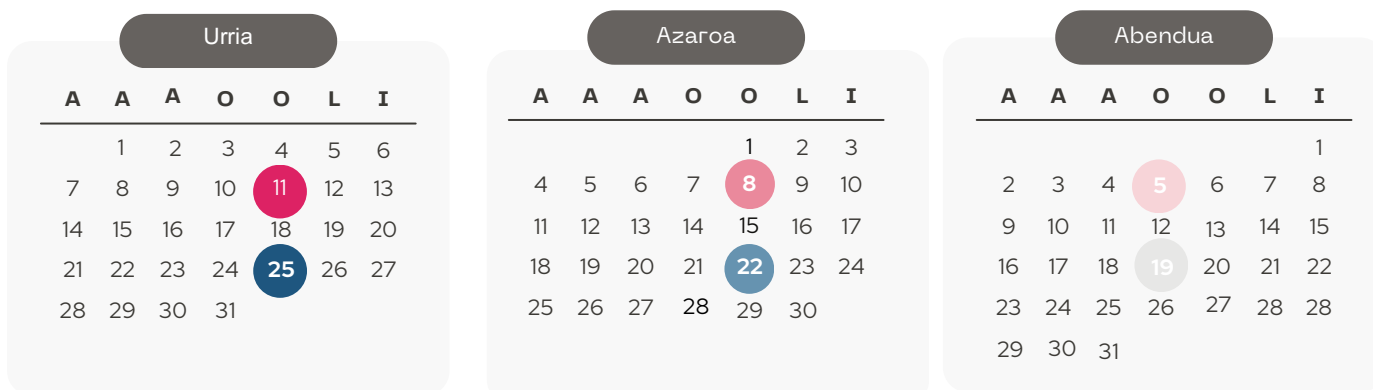 Urria
A A A O O L I
1 2 3 4 5 6
7 8 9 10 11 12 13
14 15 16 17 18 19 20
21 22 23 24 25 26 27
28 29 30 31
Azaroa
A A A O O L I
1 2 3
4 5 6 7 8 9 10
11 12 13 14 15 16 17
18 19 20 21 22 23 24
25 26 27 28 29 30
Abendua
A A A O O L I
1
2 3 4 5 6 7 8
9 10 11 12 13 14 15
16 17 18 19 20 21 22
23 24 25 26 27 28 28
29 30 31